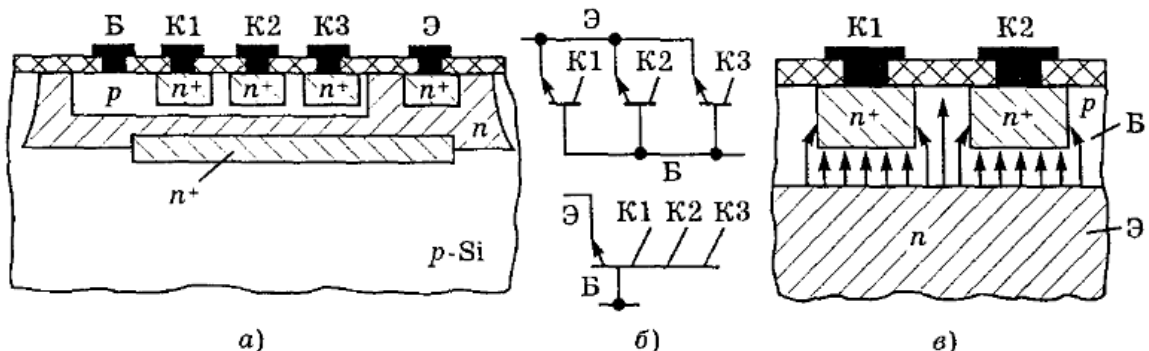 Б К1 К2 К3 Э
p n⁺ n⁺ n⁺ n⁺
n
n⁺
p-Si
а)
Э
К1 К2 К3
Б
Э К1 К2 К3
Б
б)
К1 К2
n⁺ n⁺ p
Б
n Э
в)